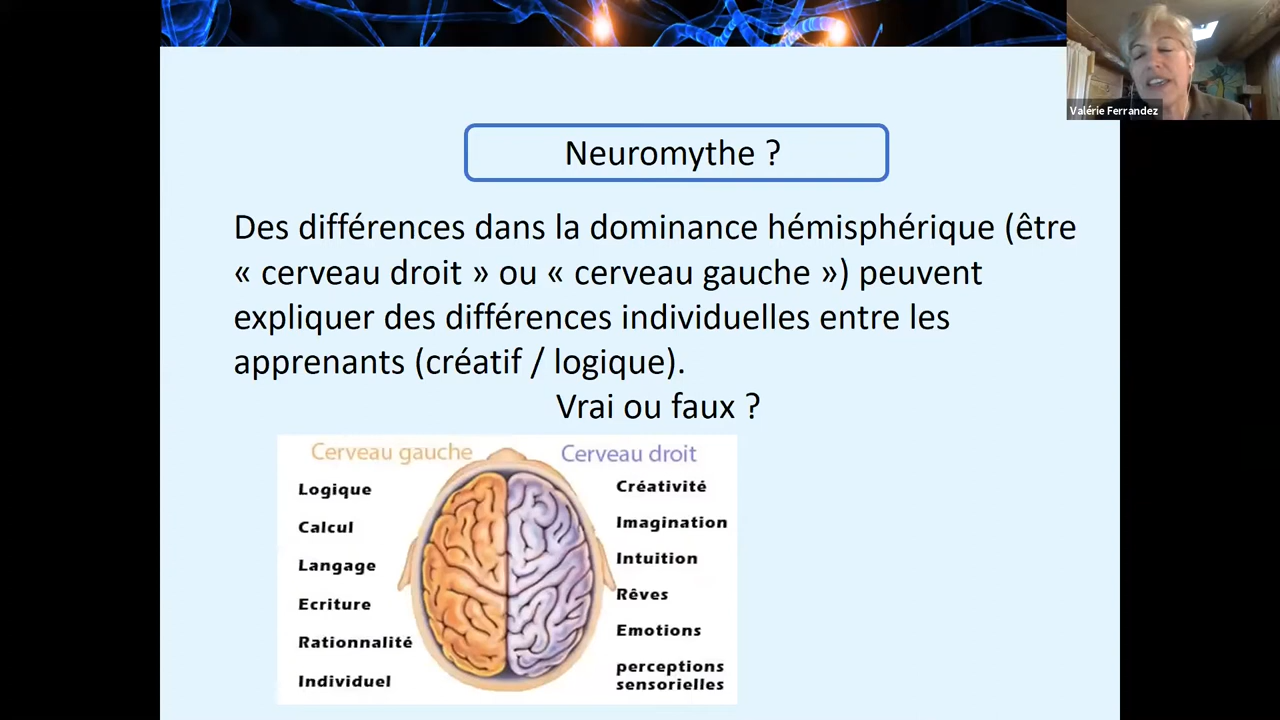 Valérie Ferrandez
Neuromythe ?
Des différences dans la dominance hémisphérique (être
« cerveau droit » ou « cerveau gauche ») peuvent
expliquer des différences individuelles entre les
apprenants (créatif / logique).
Vrai ou faux ?
Cerveau gauche
Logique
Calcul
Langage
Ecriture
Rationnalité
Individuel
Cerveau droit
Créativité
Imagination
Intuition
Rêves
Emotions
perceptions
sensorielles